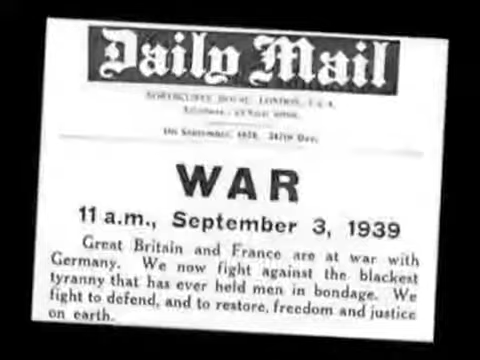 Daily Mail
NORTHCLIFFE HOUSE, LONDON, E.C.4.
WAR
11 a.m., September 3, 1939
Great Britain and France are at war with
Germany. We now fight against the blackest
tyranny that has ever held men in bondage. We
fight to defend, and to restore, freedom and justice
on earth.